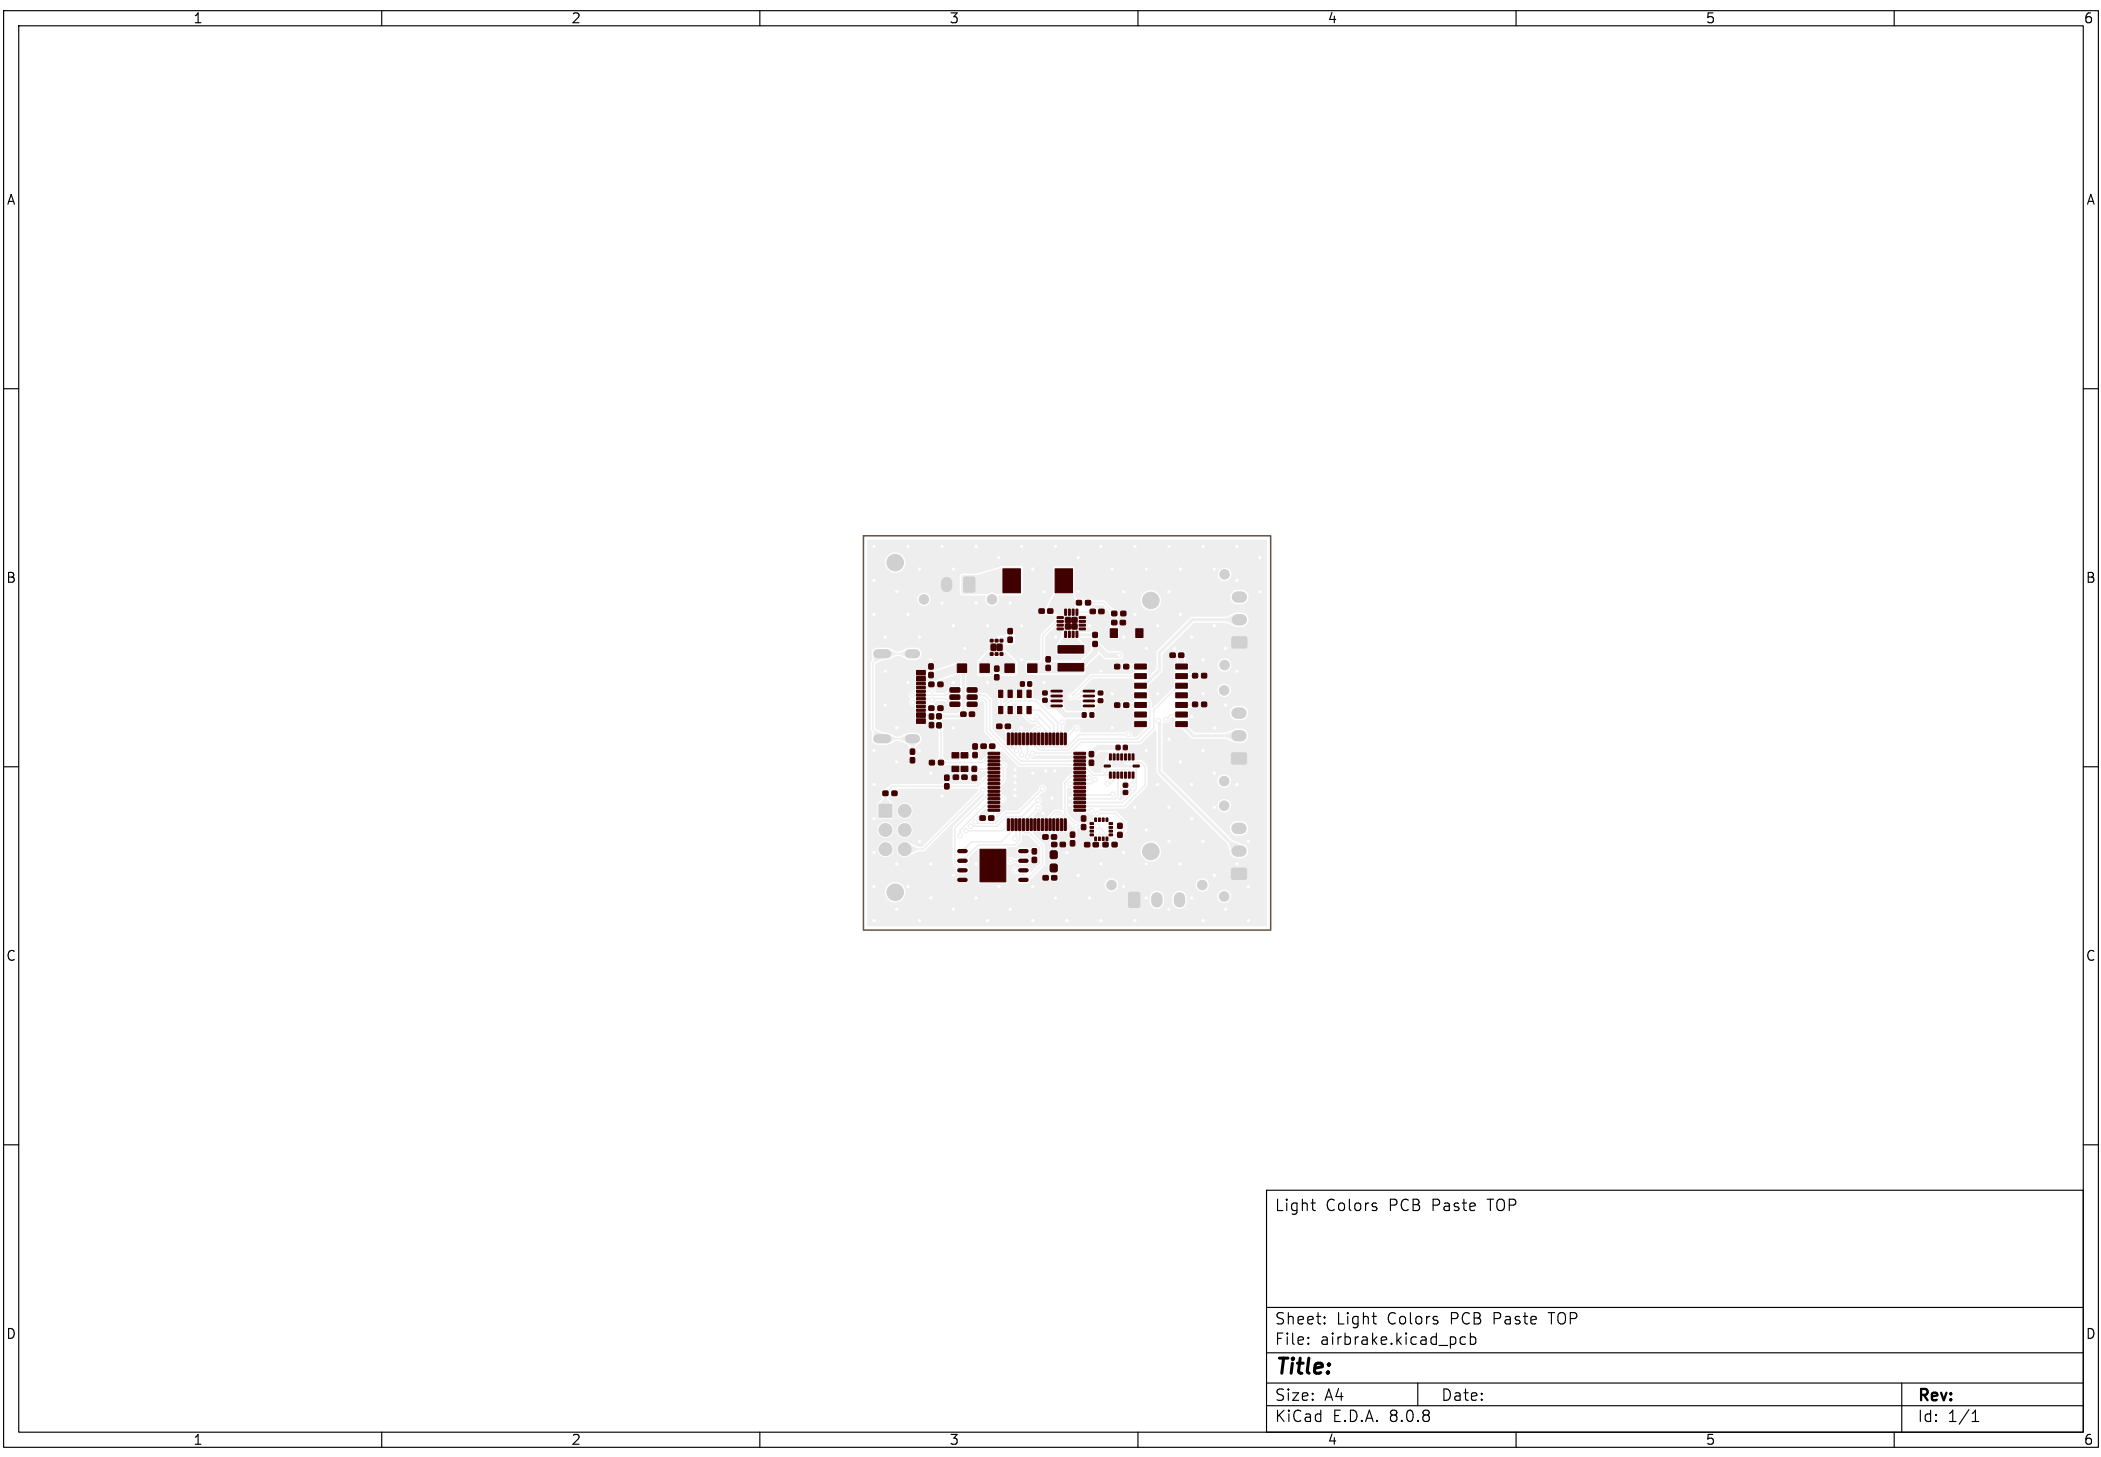 1 2 3 4 5 6
A A
B B
C C
D D
Light Colors PCB Paste TOP
Sheet: Light Colors PCB Paste TOP
File: airbrake.kicad_pcb
Title:
Size: A4 Date: Rev:
KiCad E.D.A. 8.0.8 Id: 1/1
1 2 3 4 5 6